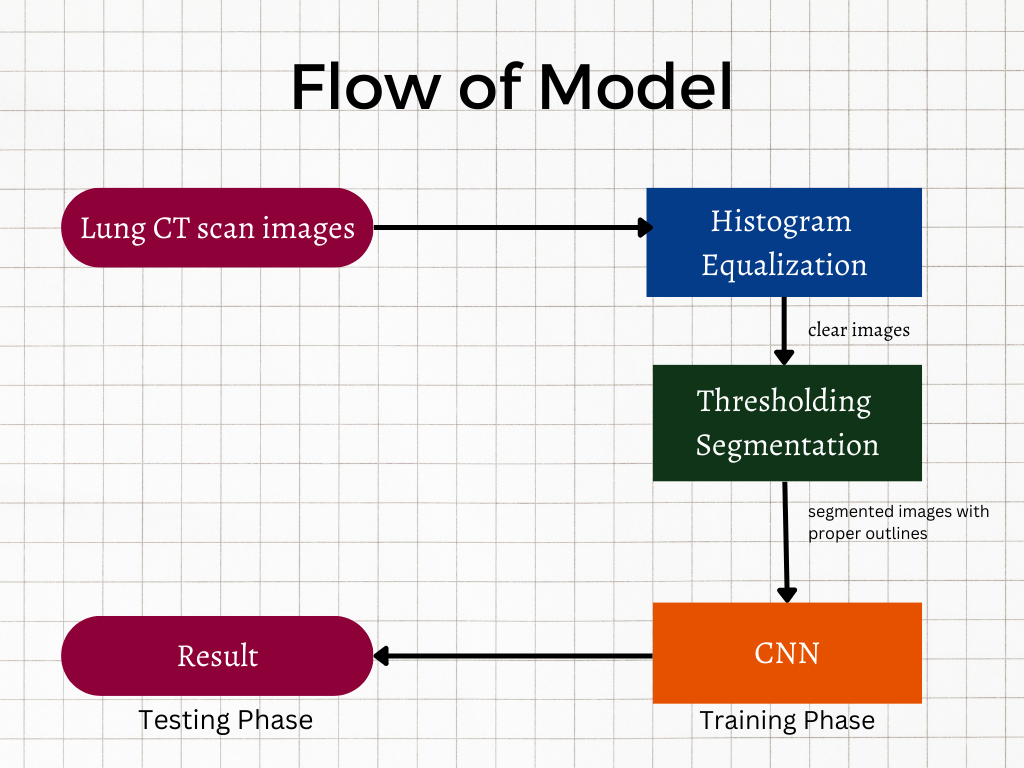 Flow of Model
Lung CT scan images
Histogram
Equalization
clear images
Thresholding
Segmentation
segmented images with
proper outlines
CNN
Result
Testing Phase
Training Phase